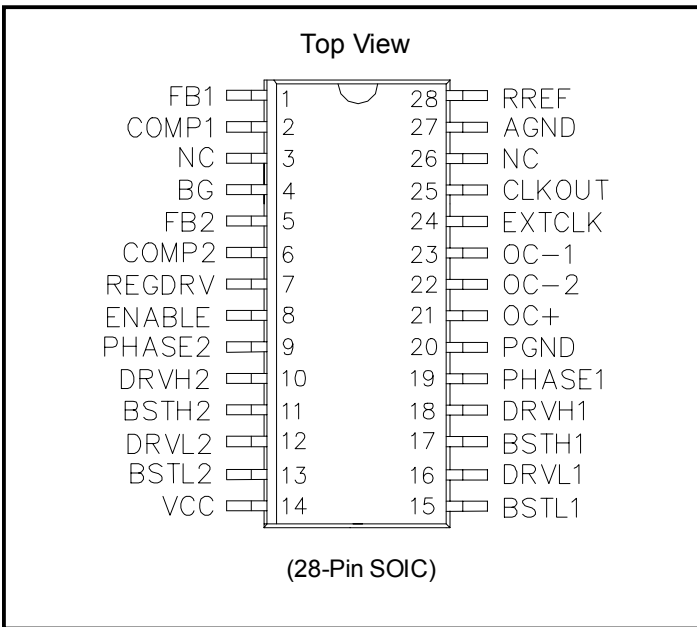 Top View
FB1 1 28 RREF
COMP1 2 27 AGND
NC 3 26 NC
BG 4 25 CLKOUT
FB2 5 24 EXTCLK
COMP2 6 23 OC-1
REGDRV 7 22 OC-2
ENABLE 8 21 OC+
PHASE2 9 20 PGND
DRVH2 10 19 PHASE1
BSTH2 11 18 DRVH1
DRVL2 12 17 BSTH1
BSTL2 13 16 DRVL1
VCC 14 15 BSTL1
(28-Pin SOIC)